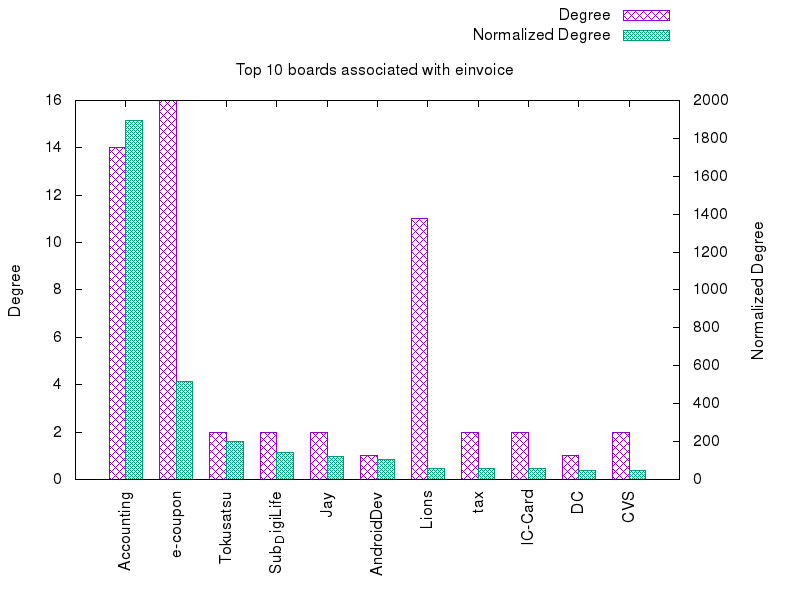 Degree
Normalized Degree
Top 10 boards associated with einvoice
16
14
12
10
8
6
4
2
0
2000
1800
1600
1400
1200
1000
800
600
400
200
0
Degree
Normalized Degree
Accounting
e-coupon
Tokusatsu
SubDigiLife
Jay
AndroidDev
Lions
tax
IC-Card
DC
CVS